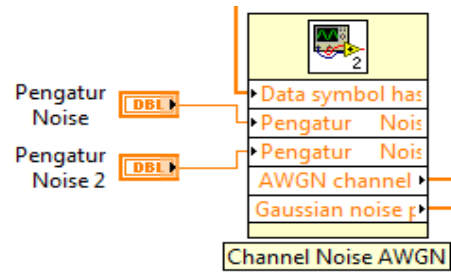 2
Pengatur
Noise
DBL
Data symbol has
Pengatur Nois
Pengatur
Noise 2
DBL
Pengatur Nois
AWGN channel
Gaussian noise p
Channel Noise AWGN